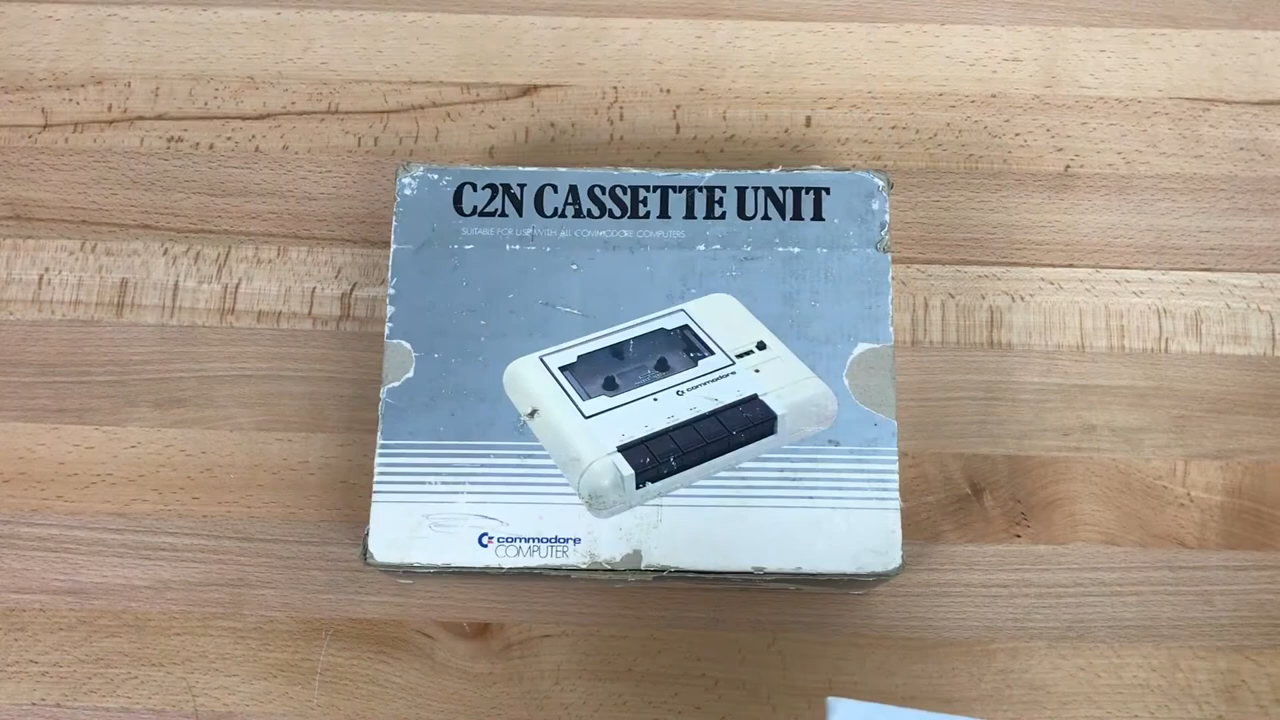 C2N CASSETTE UNIT
SUITABLE FOR USE WITH ALL COMMODORE COMPUTERS
commodore
commodore
COMPUTER